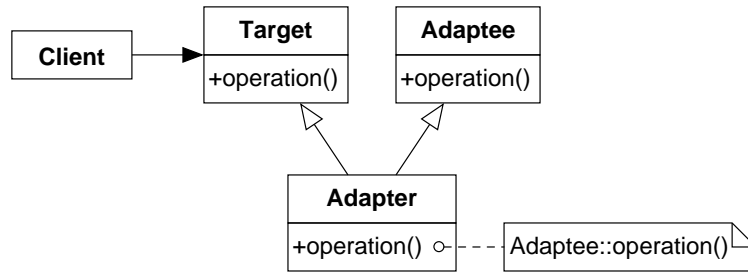 Target
Adaptee
Client
+operation()
+operation()
Adapter
+operation()
Adaptee::operation()